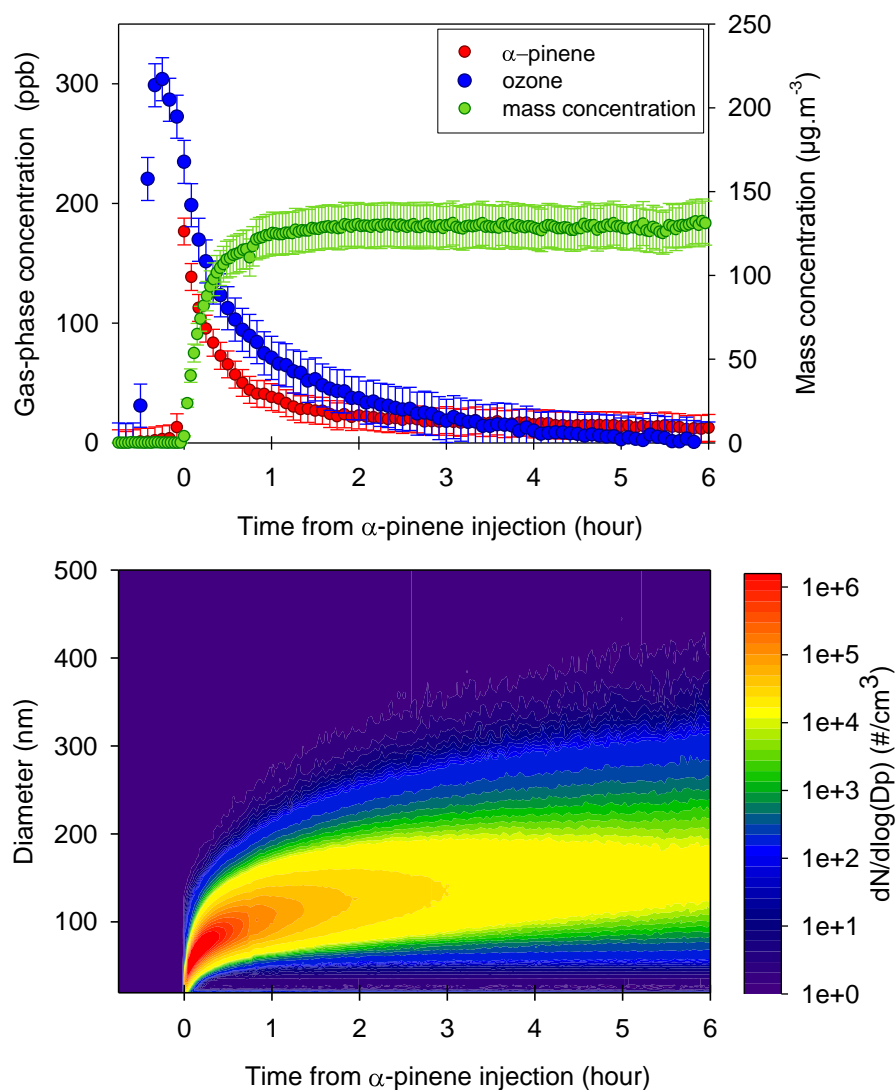 Gas-phase concentration (ppb)
0
100
200
300
α−pinene
ozone
mass concentration
0
50
100
150
200
250
Mass concentration (µg.m⁻³)
0 1 2 3 4 5 6
Time from α-pinene injection (hour)
Diameter (nm)
500
400
300
200
100
0 1 2 3 4 5 6
Time from α-pinene injection (hour)
1e+6
1e+5
1e+4
1e+3
1e+2
1e+1
1e+0
dN/dlog(Dp) (#/cm³)